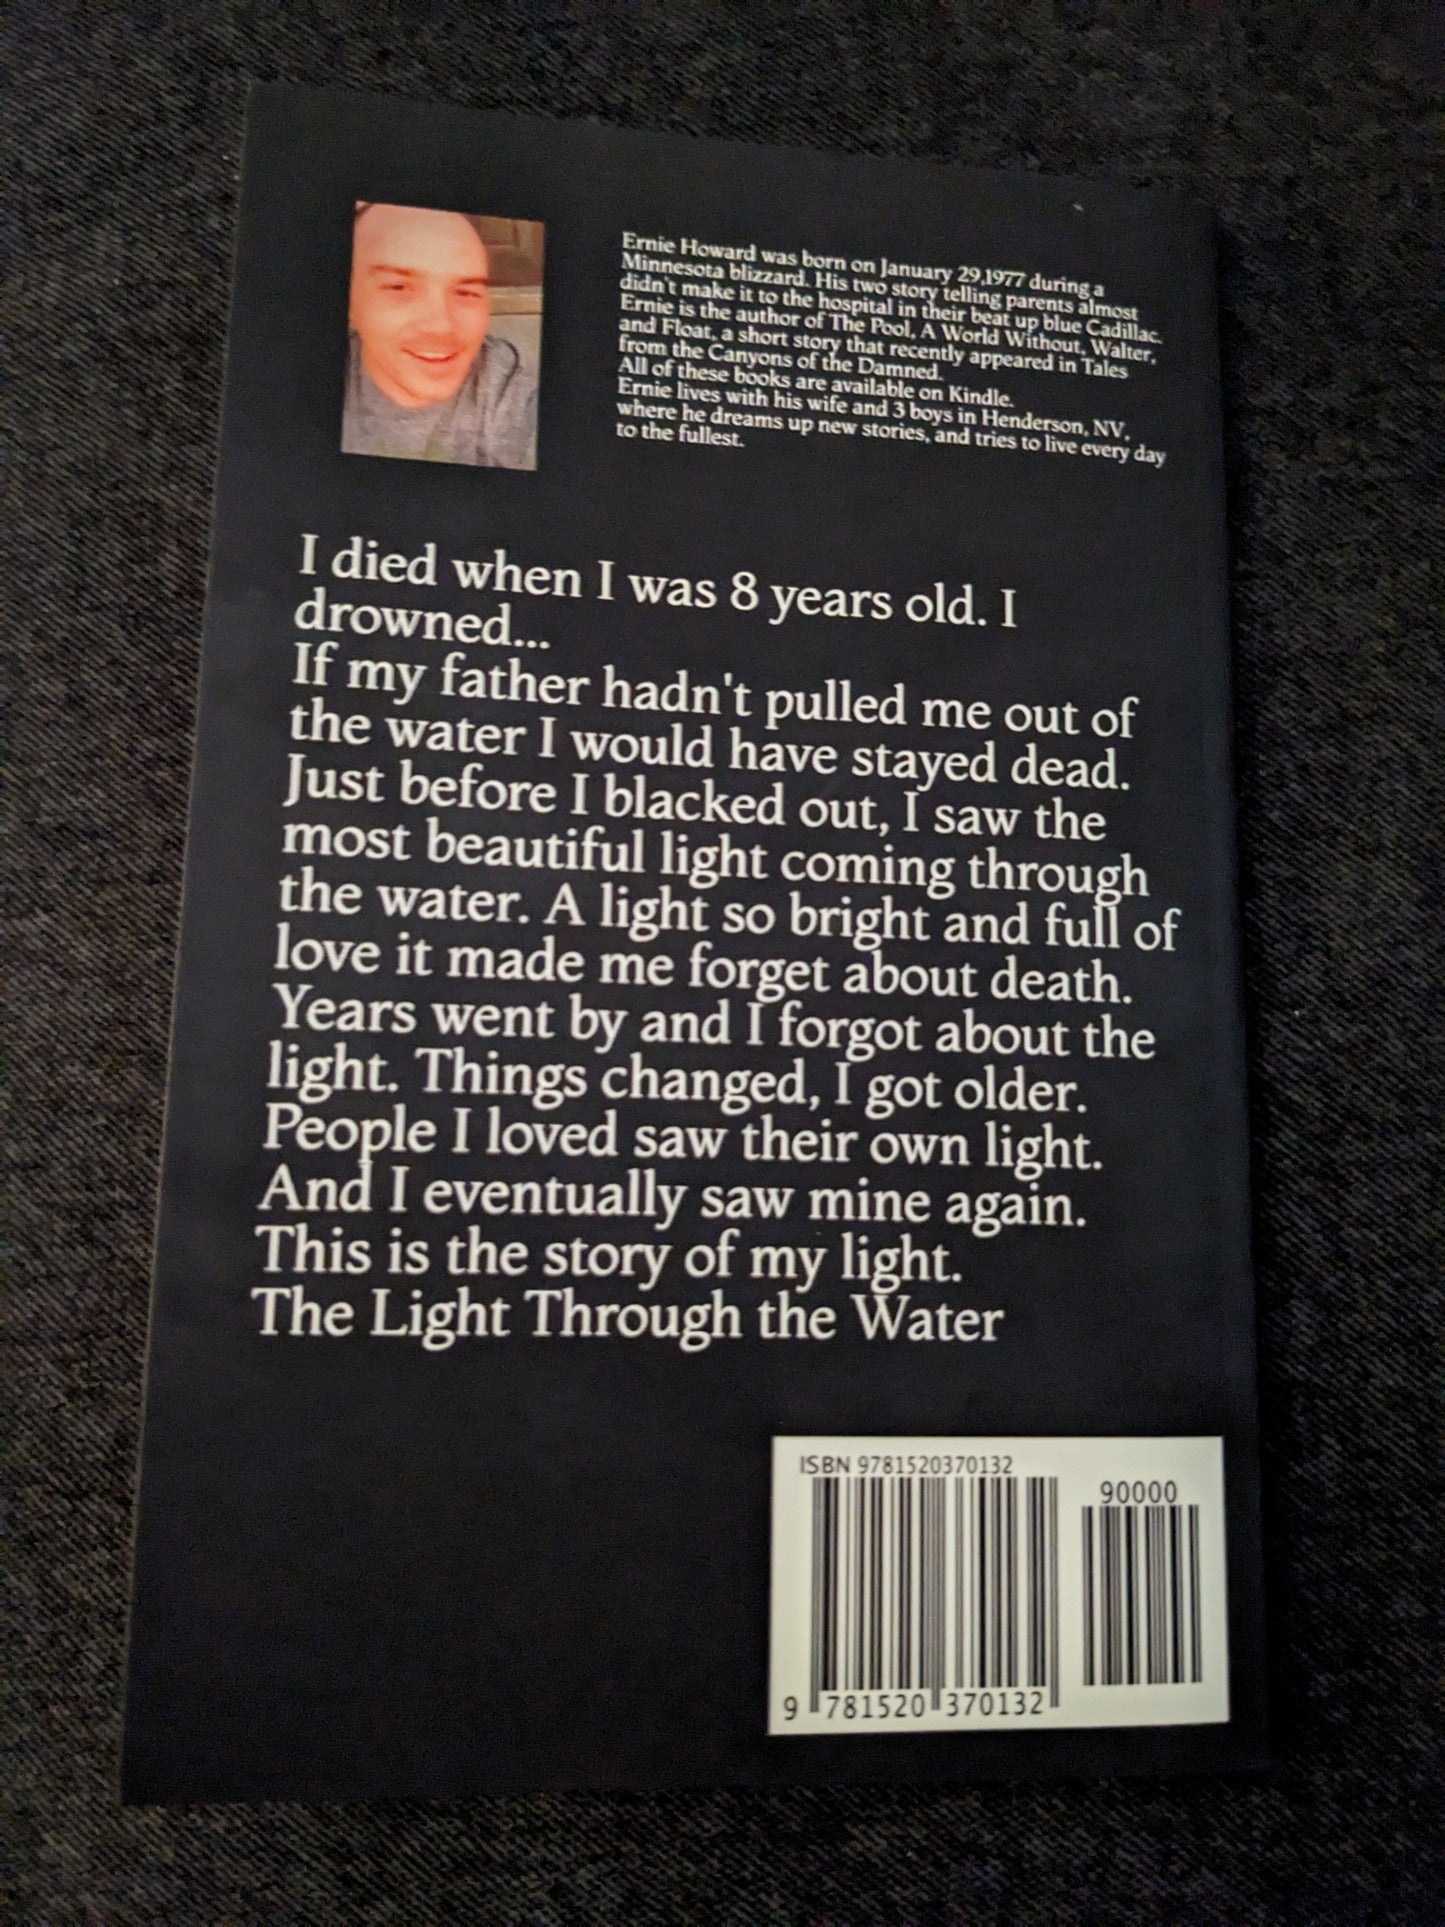 Ernie Howard was born on January 29,1977 during a
Minnesota blizzard. His two story telling parents almost
didn't make it to the hospital in their beat up blue Cadillac.
Ernie is the author of The Pool, A World Without, Walter,
and Float, a short story that recently appeared in Tales
from the Canyons of the Damned.
All of these books are available on Kindle.
Ernie lives with his wife and 3 boys in Henderson, NV,
where he dreams up new stories, and tries to live every day
to the fullest.
I died when I was 8 years old. I
drowned...
If my father hadn't pulled me out of
the water I would have stayed dead.
Just before I blacked out, I saw the
most beautiful light coming through
the water. A light so bright and full of
love it made me forget about death.
Years went by and I forgot about the
light. Things changed, I got older.
People I loved saw their own light.
And I eventually saw mine again.
This is the story of my light.
The Light Through the Water
ISBN 9781520370132
90000
9 781520 370132